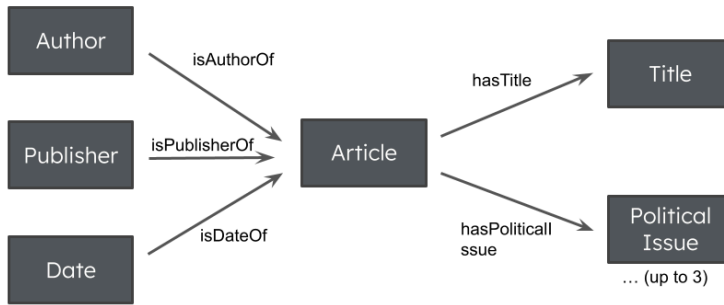 Author
isAuthorOf
hasTitle
Title
Publisher
isPublisherOf
Article
isDateOf
hasPoliticalI
ssue
Political
Issue
Date
... (up to 3)